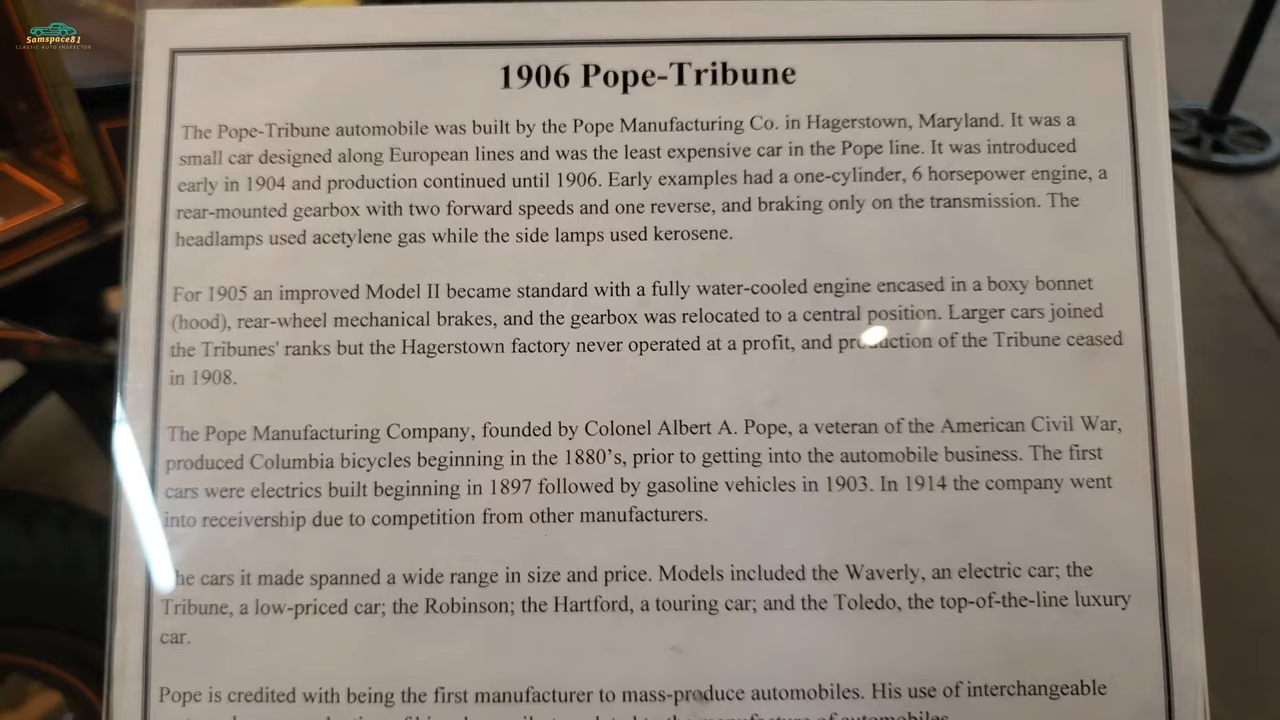 Samspace81
CLASSIC AUTO INSPECTOR
1906 Pope-Tribune
The Pope-Tribune automobile was built by the Pope Manufacturing Co. in Hagerstown, Maryland. It was a
small car designed along European lines and was the least expensive car in the Pope line. It was introduced
early in 1904 and production continued until 1906. Early examples had a one-cylinder, 6 horsepower engine, a
rear-mounted gearbox with two forward speeds and one reverse, and braking only on the transmission. The
headlamps used acetylene gas while the side lamps used kerosene.
For 1905 an improved Model II became standard with a fully water-cooled engine encased in a boxy bonnet
(hood), rear-wheel mechanical brakes, and the gearbox was relocated to a central position. Larger cars joined
the Tribunes' ranks but the Hagerstown factory never operated at a profit, and production of the Tribune ceased
in 1908.
The Pope Manufacturing Company, founded by Colonel Albert A. Pope, a veteran of the American Civil War,
produced Columbia bicycles beginning in the 1880's, prior to getting into the automobile business. The first
cars were electrics built beginning in 1897 followed by gasoline vehicles in 1903. In 1914 the company went
into receivership due to competition from other manufacturers.
The cars it made spanned a wide range in size and price. Models included the Waverly, an electric car; the
Tribune, a low-priced car; the Robinson; the Hartford, a touring car; and the Toledo, the top-of-the-line luxury
car.
Pope is credited with being the first manufacturer to mass-produce automobiles. His use of interchangeable
manufacture of automobiles